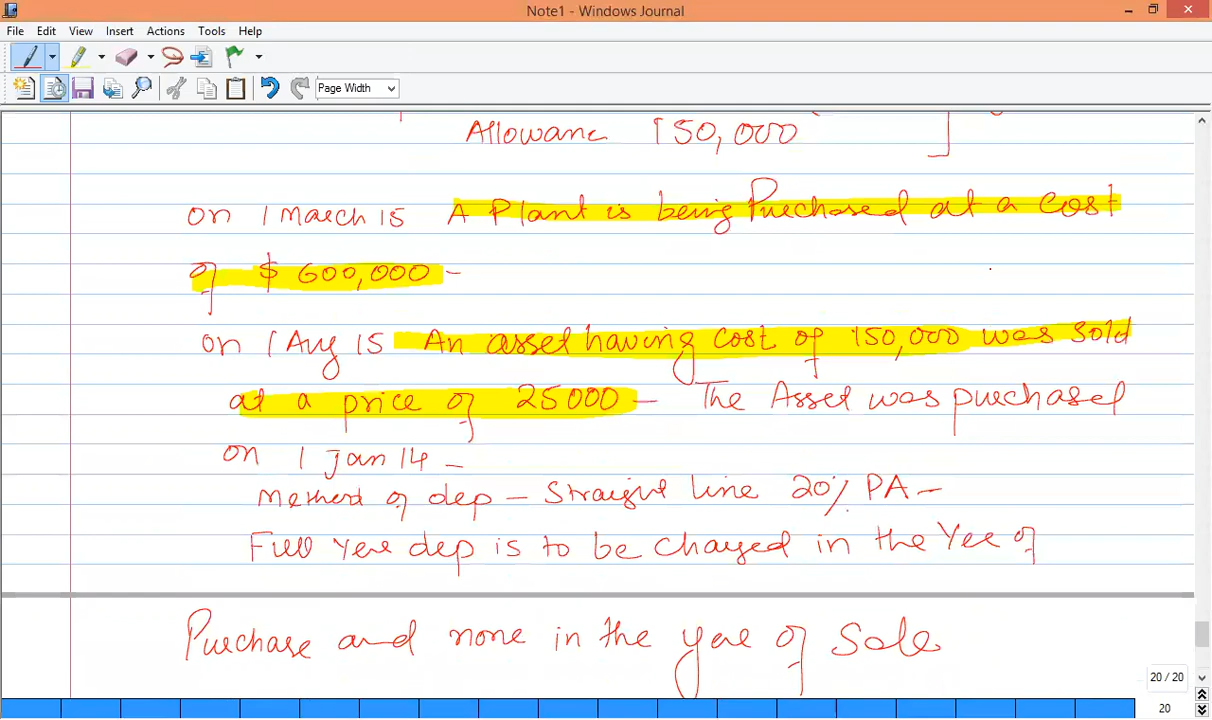 Note1 - Windows Journal
File Edit View Insert Actions Tools Help
Page Width
Allowanc 150,000
on 1 March 15 A Plant is being Purchased at a cost
of $ 600,000 -
on 1 Aug 15 An asset having cost of 150,000 was sold
at a price of 25000 - The Asset was purchased
on 1 Jan 14 -
Method of dep - Straight line 20% PA -
Full Year dep is to be charged in the Year of
20 / 20
Purchase and none in the year of Sale
20